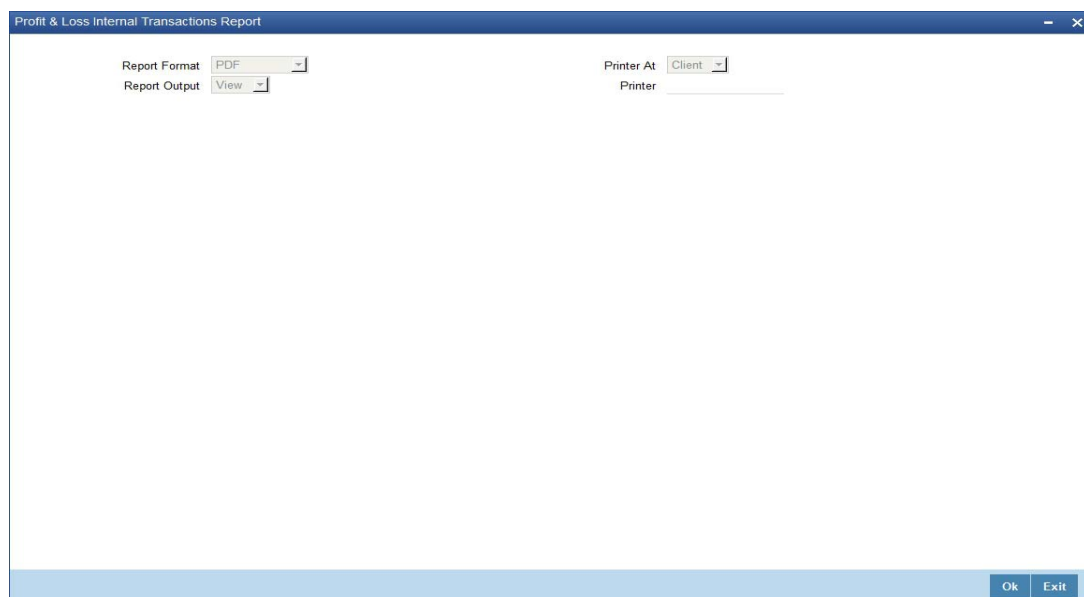 Profit & Loss Internal Transactions Report
Report Format PDF Printer At Client
Report Output View Printer
Ok Exit